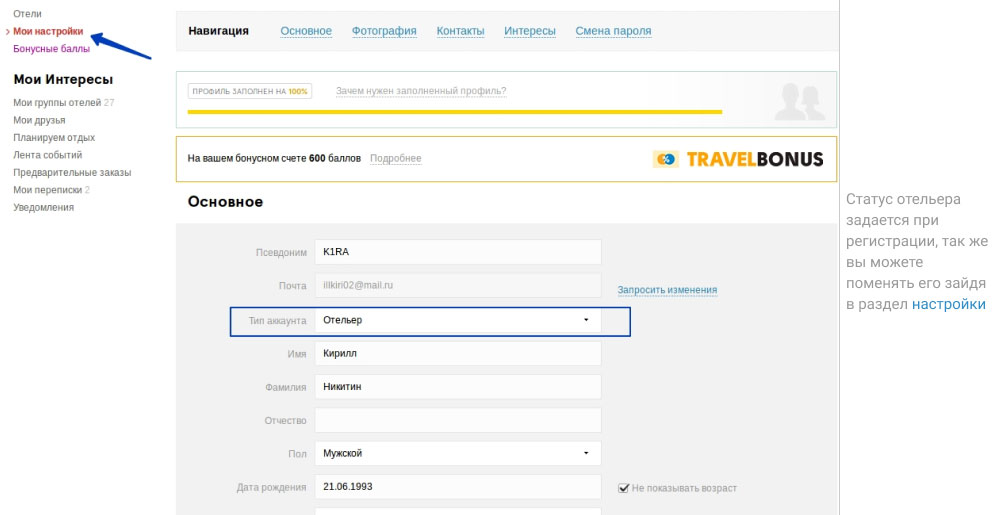 Отели
Мои настройки
Бонусные баллы
Мои Интересы
Мои группы отелей 27
Мои друзья
Планируем отдых
Лента событий
Предварительные заказы
Мои переписки 2
Уведомления
Навигация Основное Фотография Контакты Интересы Смена пароля
ПРОФИЛЬ ЗАПОЛНЕН НА 100% Зачем нужен заполненный профиль?
На вашем бонусном счете 600 баллов Подробнее TRAVELBONUS
Основное
Псевдоним K1RA
Почта illkiri02@mail.ru Запросить изменения
Тип аккаунта Отельер
Имя Кирилл
Фамилия Никитин
Отчество
Пол Мужской
Дата рождения 21.06.1993 Не показывать возраст
Статус отельера
задается при
регистрации, так же
вы можете
поменять его зайдя
в раздел настройки